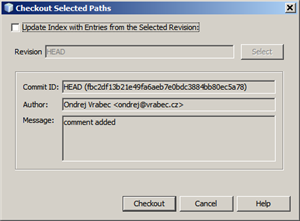 Checkout Selected Paths
Update Index with Entries from the Selected Revision:
Revision HEAD Select
Commit ID: HEAD (fbc2df13b21e49fa6aeb7e0bdc3884bb80ec5a78)
Author: Ondrej Vrabec <ondrej@vrabec.cz>
Message: comment added
Checkout Cancel Help